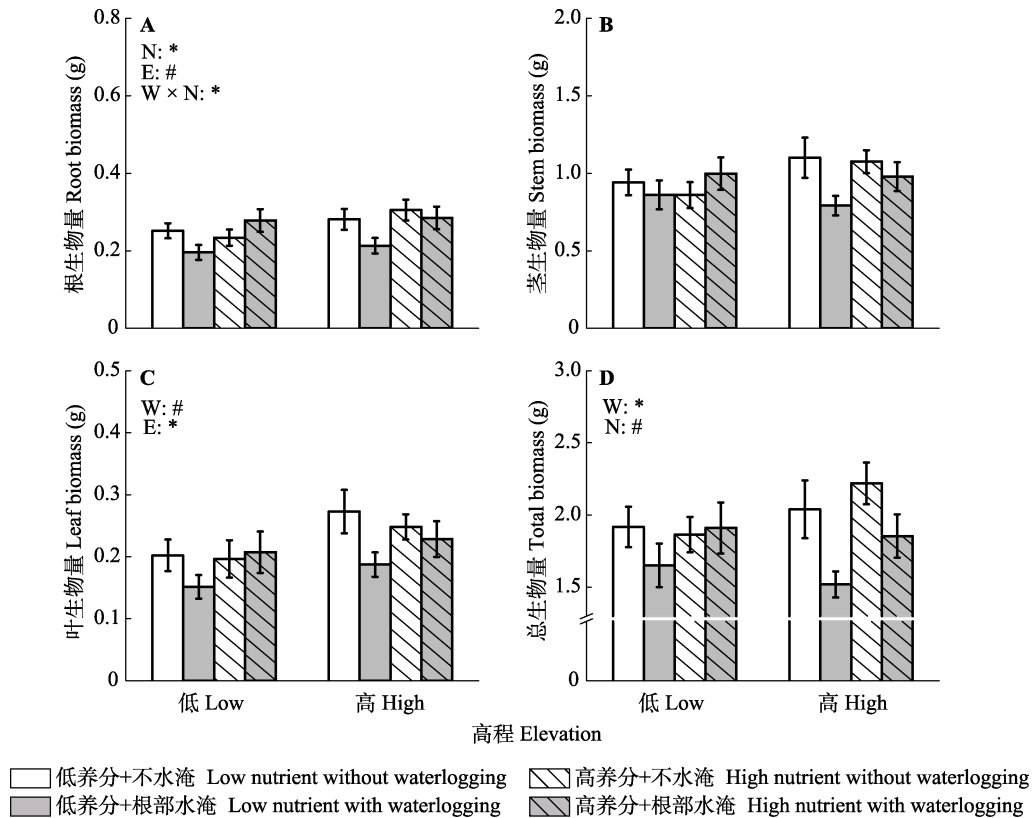 A
N: *
E: #
W × N: *
根生物量 Root biomass (g)
0.8
0.6
0.4
0.2
0
B
茎生物量 Stem biomass (g)
2.0
1.5
1.0
0.5
0
C
W: #
E: *
叶生物量 Leaf biomass (g)
0.5
0.4
0.3
0.2
0.1
0
低 Low
高 High
D
W: *
N: #
总生物量 Total biomass (g)
3.0
2.5
2.0
1.5
0
低 Low
高 High
高程 Elevation
低养分+不水淹 Low nutrient without waterlogging
高养分+不水淹 High nutrient without waterlogging
低养分+根部水淹 Low nutrient with waterlogging
高养分+根部水淹 High nutrient with waterlogging